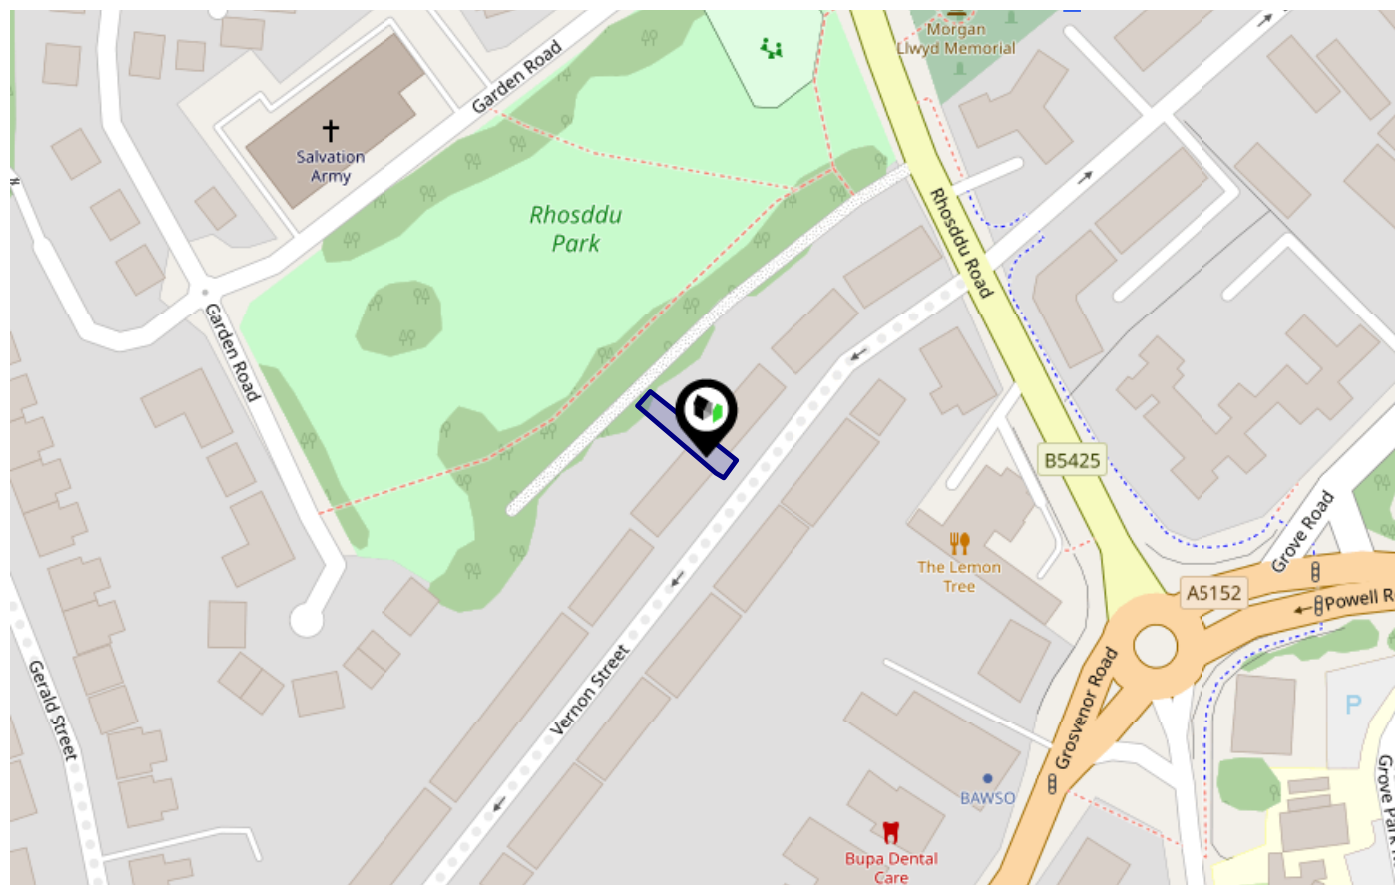 Morgan
Llwyd Memorial
Garden Road
Salvation
Army
Rhosddu
Park
Rhosddu Road
Garden Road
B5425
Grove Road
The Lemon
Tree
A5152
Powell R
Gerald Street
Vernon Street
Grosvenor Road
P
BAWSO
Grove Park R
Bupa Dental
Care